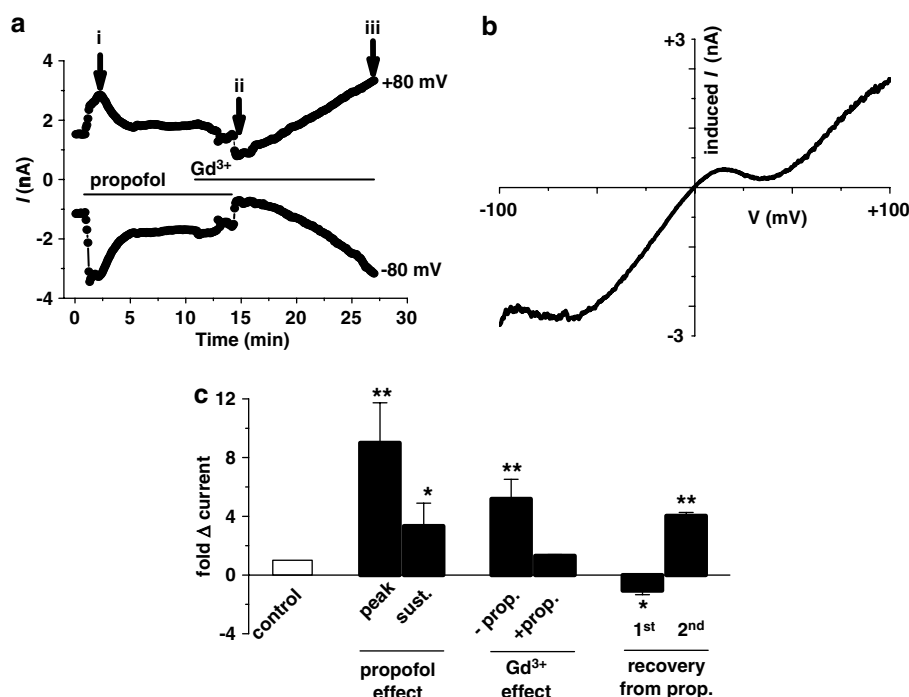 a
i
ii
iii
4
2
0
-2
-4
I (nA)
+80 mV
Gd³⁺
propofol
-80 mV
0 5 10 15 20 25 30
Time (min)
b
+3
induced I (nA)
-100
+100
V (mV)
-3
c
12
8
4
0
-4
fold Δ current
**
*
**
**
*
control
peak
sust.
- prop.
+prop.
1st
2nd
propofol
effect
Gd³⁺
effect
recovery
from prop.